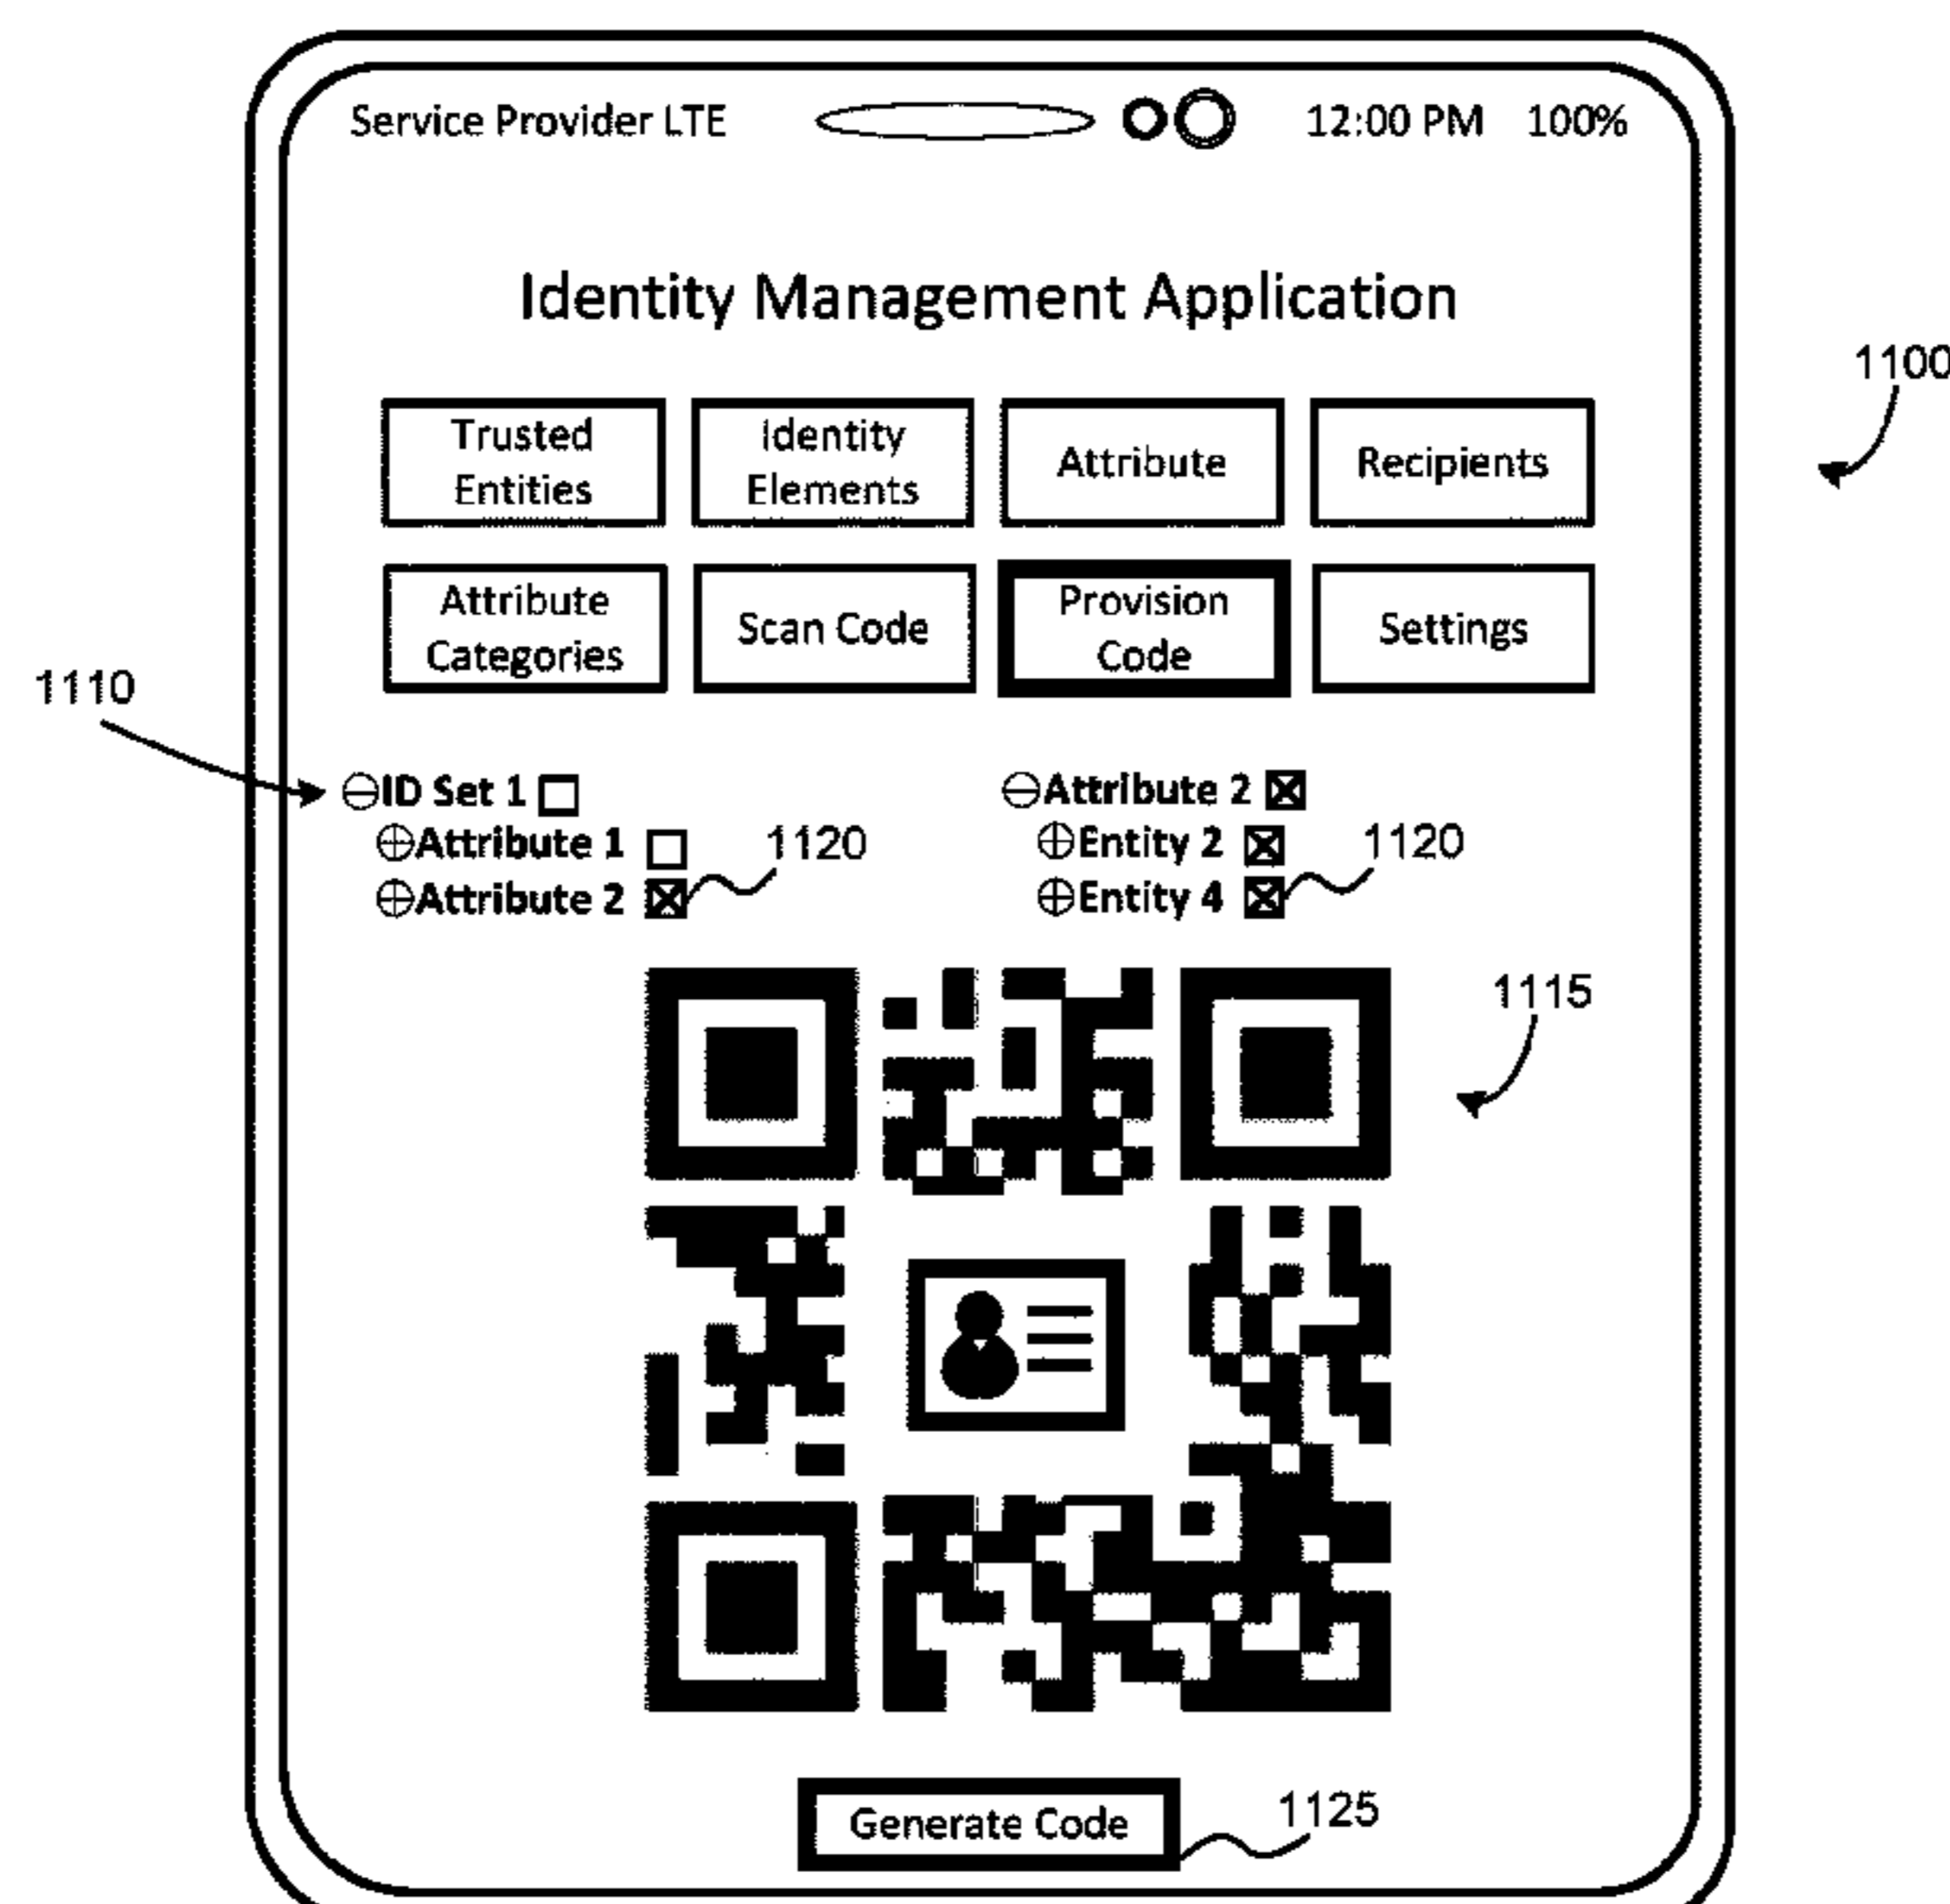 Service Provider LTE 12:00 PM 100%
Identity Management Application
1100
Trusted
Entities
Identity
Elements
Attribute
Recipients
Attribute
Categories
Scan Code
Provision
Code
Settings
1110
ID Set 1
Attribute 1
Attribute 2
1120
Attribute 2
Entity 2
Entity 4
1120
1115
Generate Code
1125